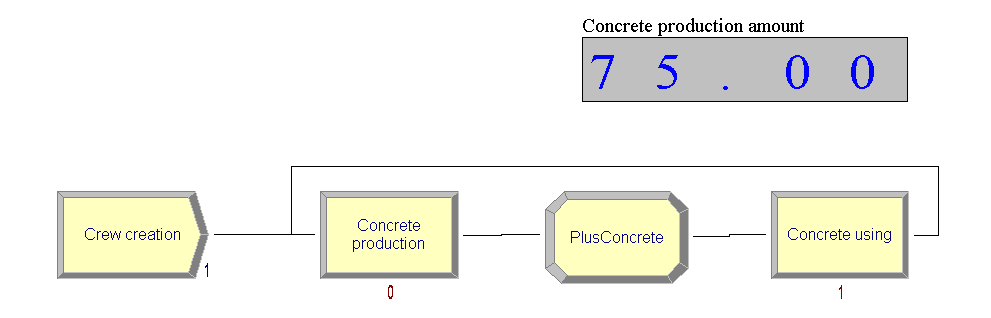 Concrete production amount
75.00
Crew creation
1
Concrete
production
0
PlusConcrete
Concrete using
1